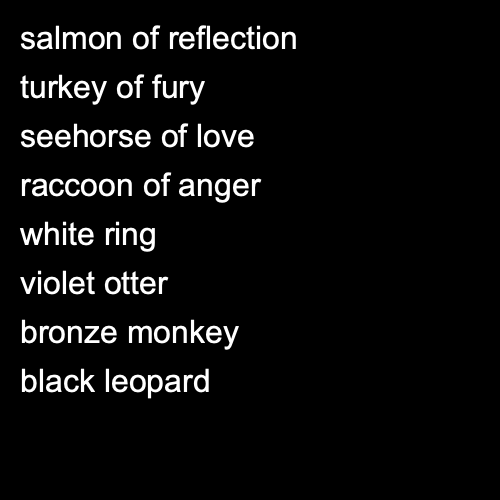 salmon of reflection
turkey of fury
seehorse of love
raccoon of anger
white ring
violet otter
bronze monkey
black leopard